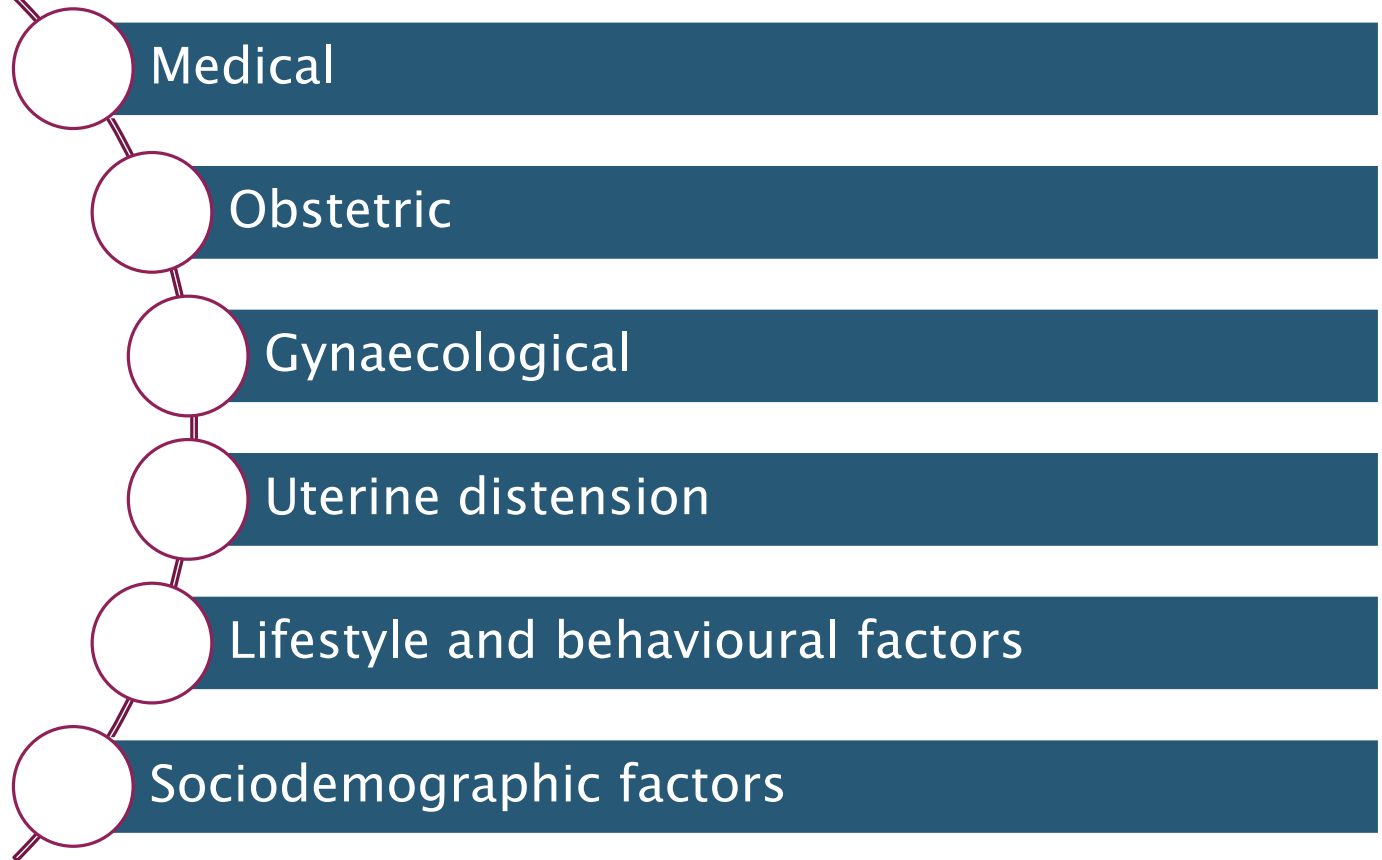 Medical
Obstetric
Gynaecological
Uterine distension
Lifestyle and behavioural factors
Sociodemographic factors